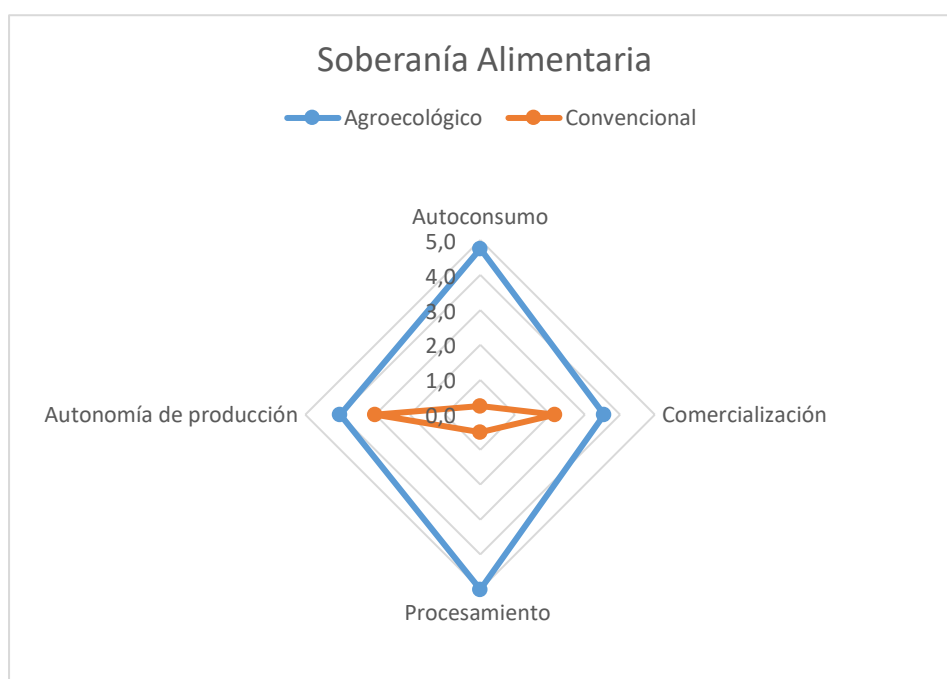 Soberanía Alimentaria
Agroecológico Convencional
Autoconsumo
5,0
4,0
3,0
2,0
1,0
0,0
Autonomía de producción
Comercialización
Procesamiento